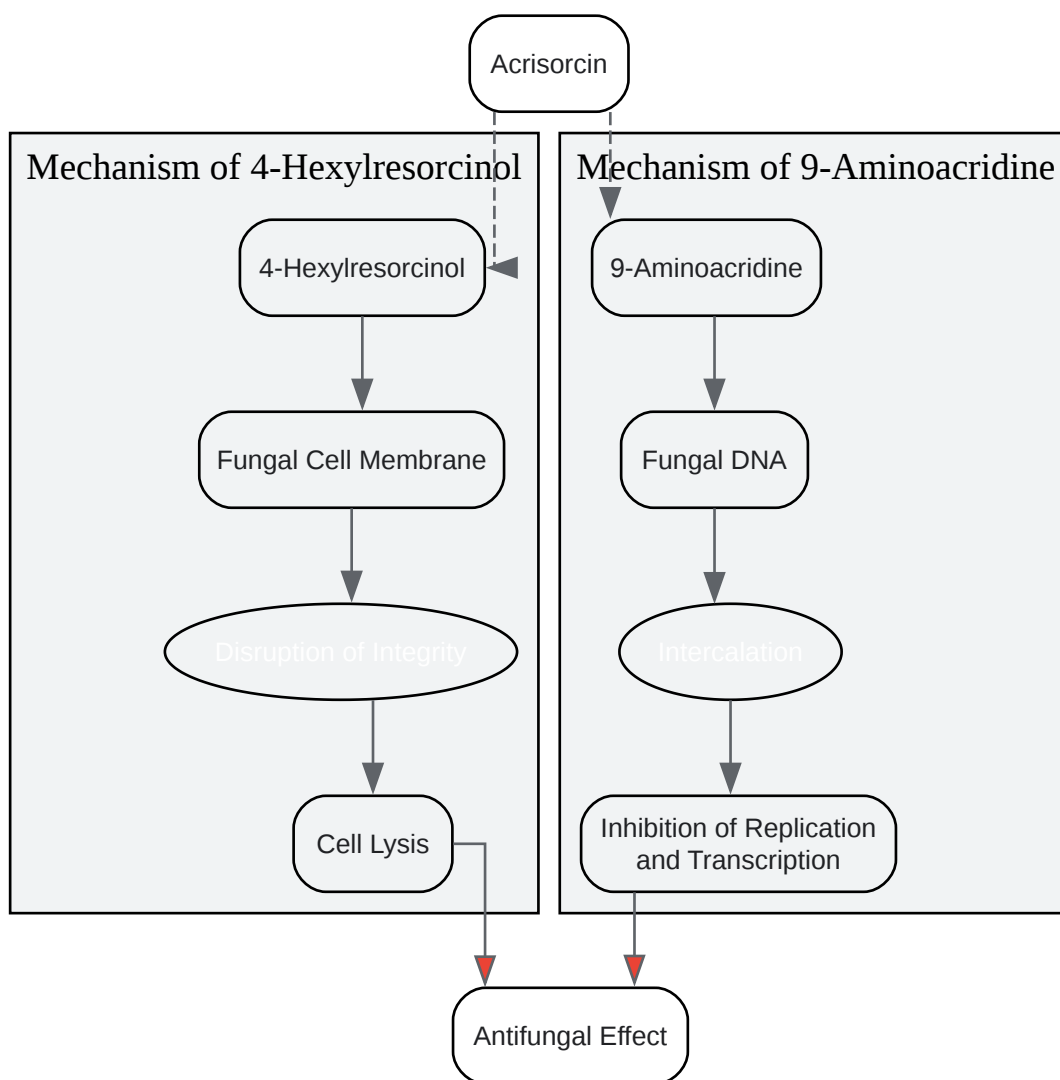 Acrisorcin
Mechanism of 4-Hexylresorcinol
4-Hexylresorcinol
Fungal Cell Membrane
Disruption of Integrity
Cell Lysis
Mechanism of 9-Aminoacridine
9-Aminoacridine
Fungal DNA
Intercalation
Inhibition of Replication
and Transcription
Antifungal Effect